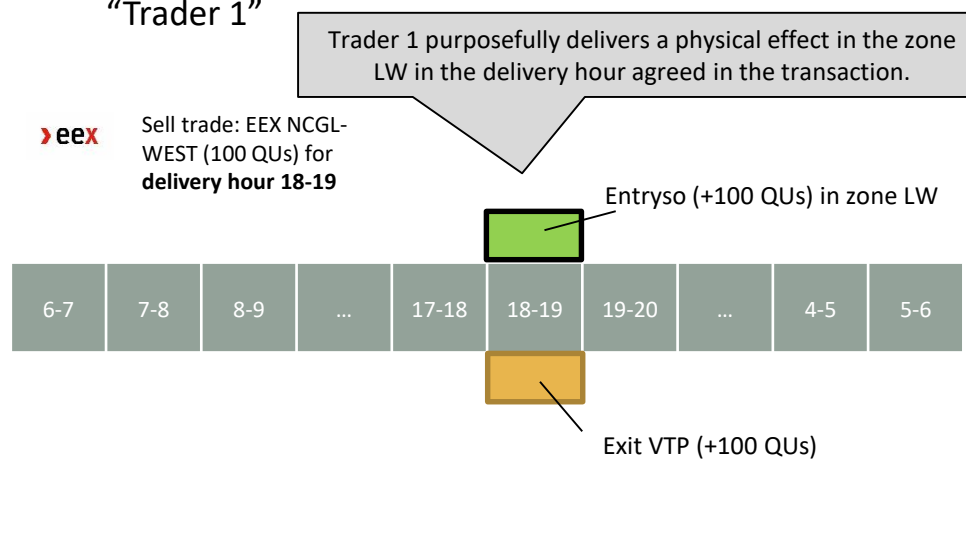 “Trader 1”
Trader 1 purposefully delivers a physical effect in the zone
LW in the delivery hour agreed in the transaction.
eex
Sell trade: EEX NCGL-
WEST (100 QUs) for
delivery hour 18-19
Entryso (+100 QUs) in zone LW
6-7 7-8 8-9 ... 17-18 18-19 19-20 ... 4-5 5-6
Exit VTP (+100 QUs)